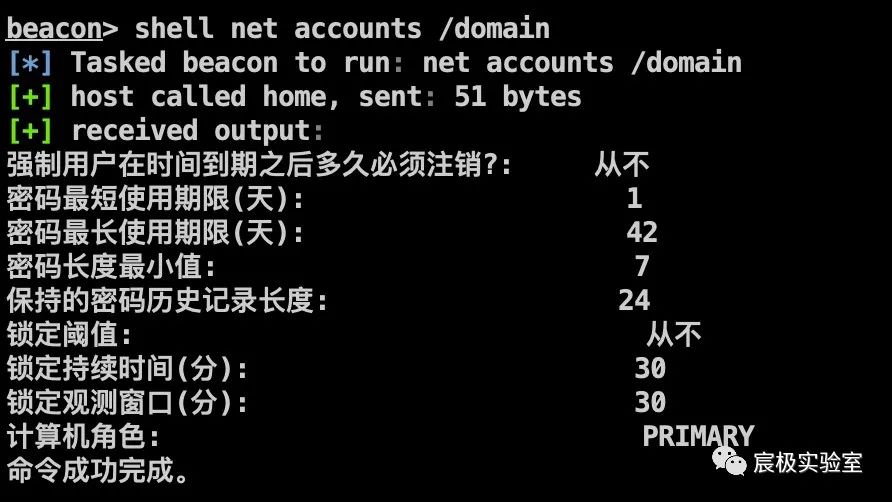 beacon> shell net accounts /domain
[*] Tasked beacon to run: net accounts /domain
[+] host called home, sent: 51 bytes
[+] received output:
强制用户在时间到期之后多久必须注销?: 从不
密码最短使用期限(天): 1
密码最长使用期限(天): 42
密码长度最小值: 7
保持的密码历史记录长度: 24
锁定阈值: 从不
锁定持续时间(分): 30
锁定观测窗口(分): 30
计算机角色: PRIMARY
命令成功完成。
宸极实验室